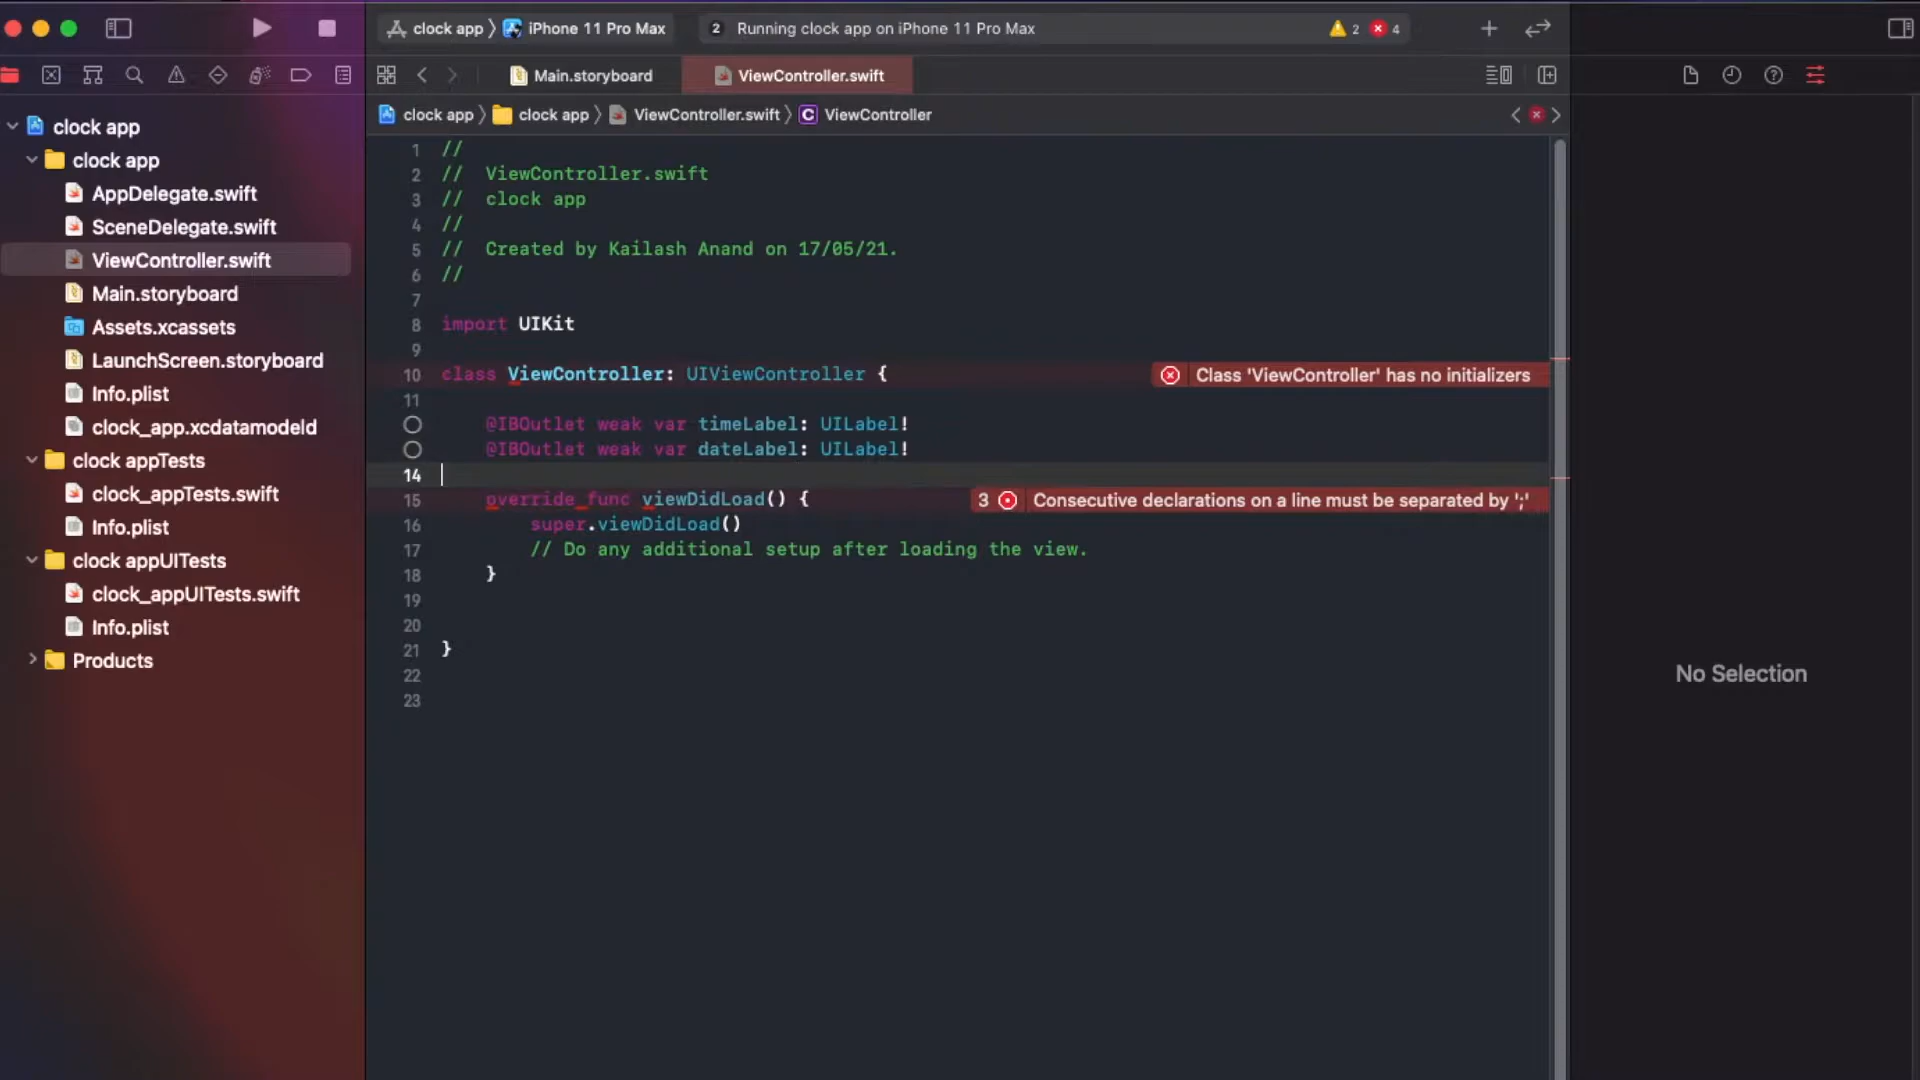 clock app 〉 iPhone 11 Pro Max
2 Running clock app on iPhone 11 Pro Max
2 4
Main.storyboard
ViewController.swift
clock app 〉 clock app 〉 ViewController.swift 〉 C ViewController
clock app
clock app
AppDelegate.swift
SceneDelegate.swift
ViewController.swift
Main.storyboard
Assets.xcassets
LaunchScreen.storyboard
Info.plist
clock_app.xcdatamodeld
clock appTests
clock_appTests.swift
Info.plist
clock appUITests
clock_appUITests.swift
Info.plist
Products
1 //
2 //  ViewController.swift
3 //  clock app
4 //
5 //  Created by Kailash Anand on 17/05/21.
6 //
7
8 import UIKit
9
10 class ViewController: UIViewController {
Class 'ViewController' has no initializers
11
@IBOutlet weak var timeLabel: UILabel!
@IBOutlet weak var dateLabel: UILabel!
14
15 override func viewDidLoad() {
3 Consecutive declarations on a line must be separated by ';'
16 super.viewDidLoad()
17 // Do any additional setup after loading the view.
18 }
19
20
21 }
22
23
No Selection